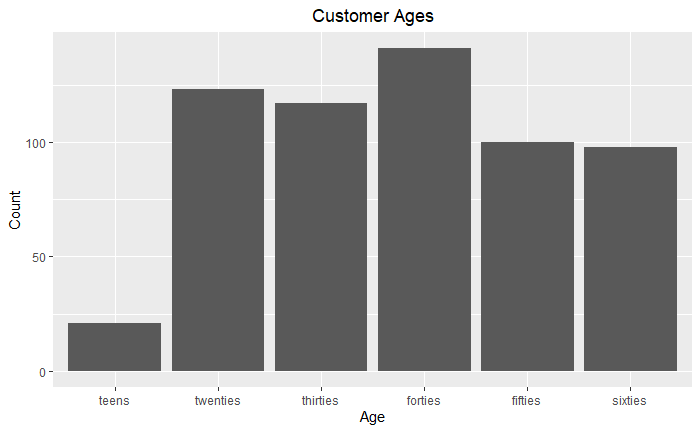 Customer Ages
Count
100
50
0
teens twenties thirties forties fifties sixties
Age